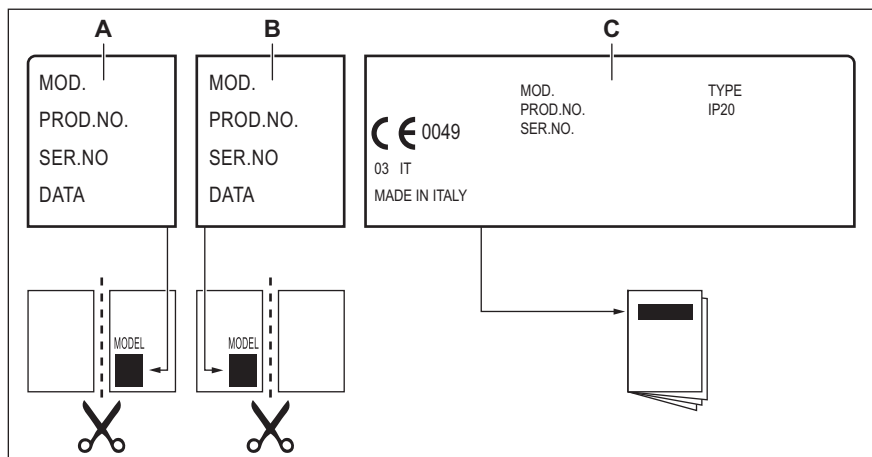 A
B
C
MOD.
PROD.NO.
SER.NO
DATA
MOD.
PROD.NO.
SER.NO
DATA
MOD.
PROD.NO.
SER.NO.
TYPE
IP20
CE 0049
03 IT
MADE IN ITALY
MODEL
MODEL